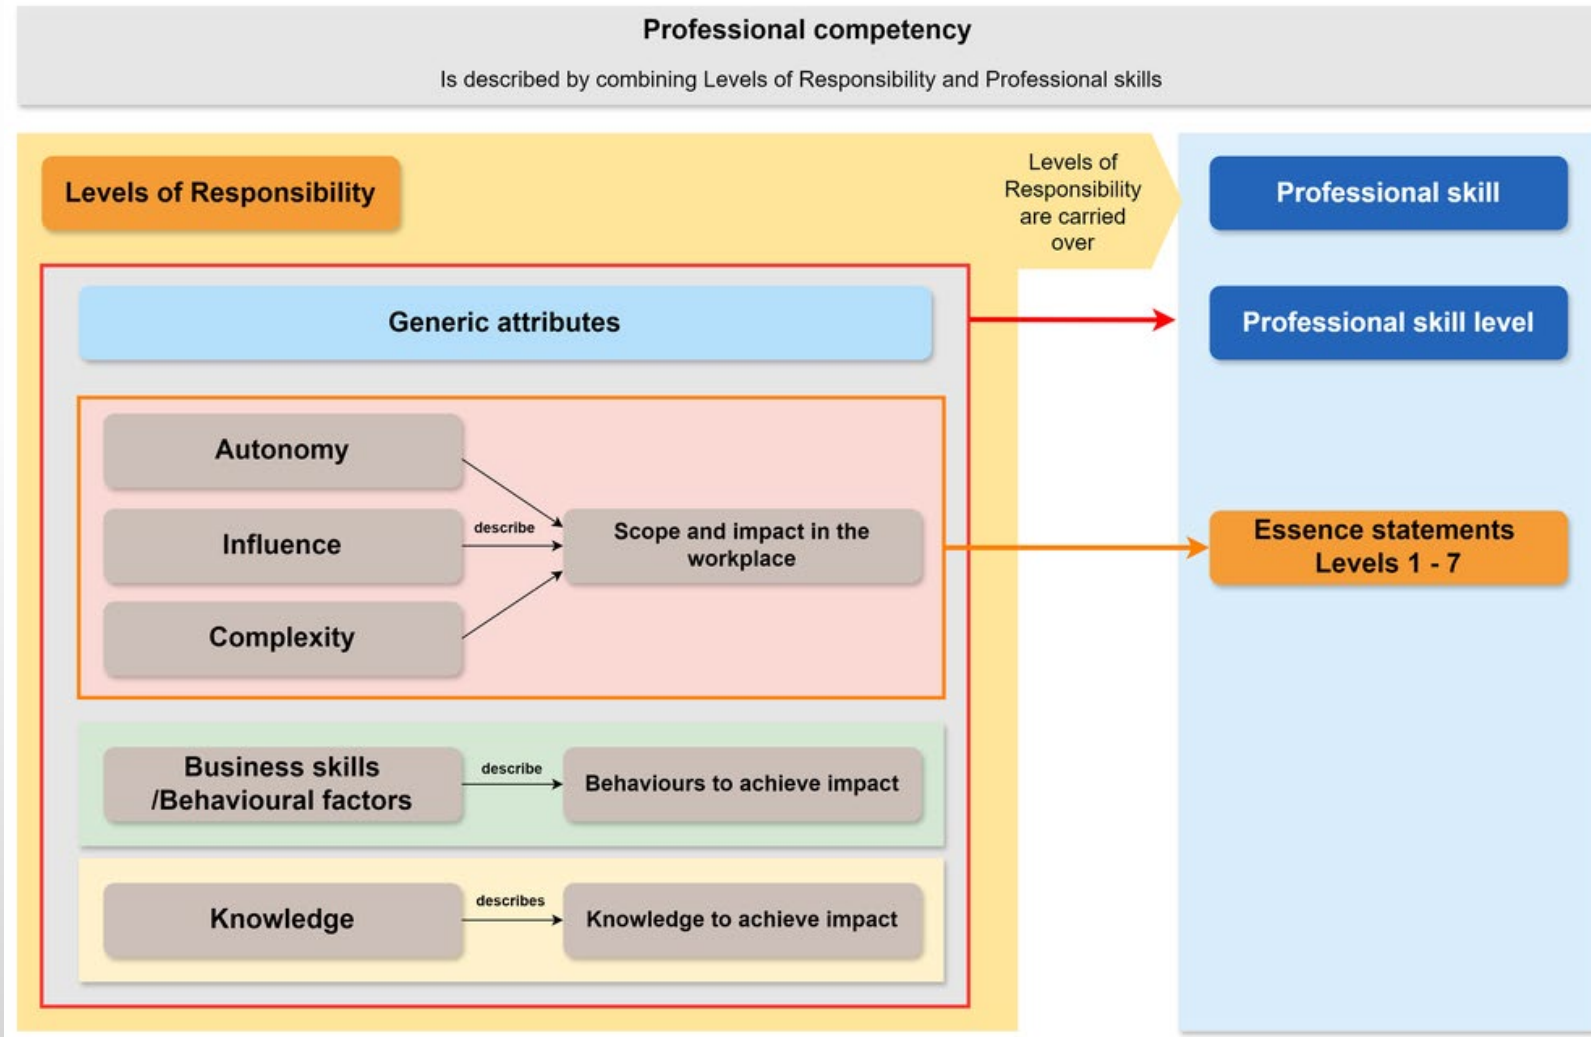 Professional competency
Is described by combining Levels of Responsibility and Professional skills
Levels of Responsibility
Levels of
Responsibility
are carried
over
Professional skill
Generic attributes
Professional skill level
Autonomy
Influence
describe
Scope and impact in the
workplace
Complexity
Essence statements
Levels 1 - 7
Business skills
/Behavioural factors
describe
Behaviours to achieve impact
Knowledge
describes
Knowledge to achieve impact